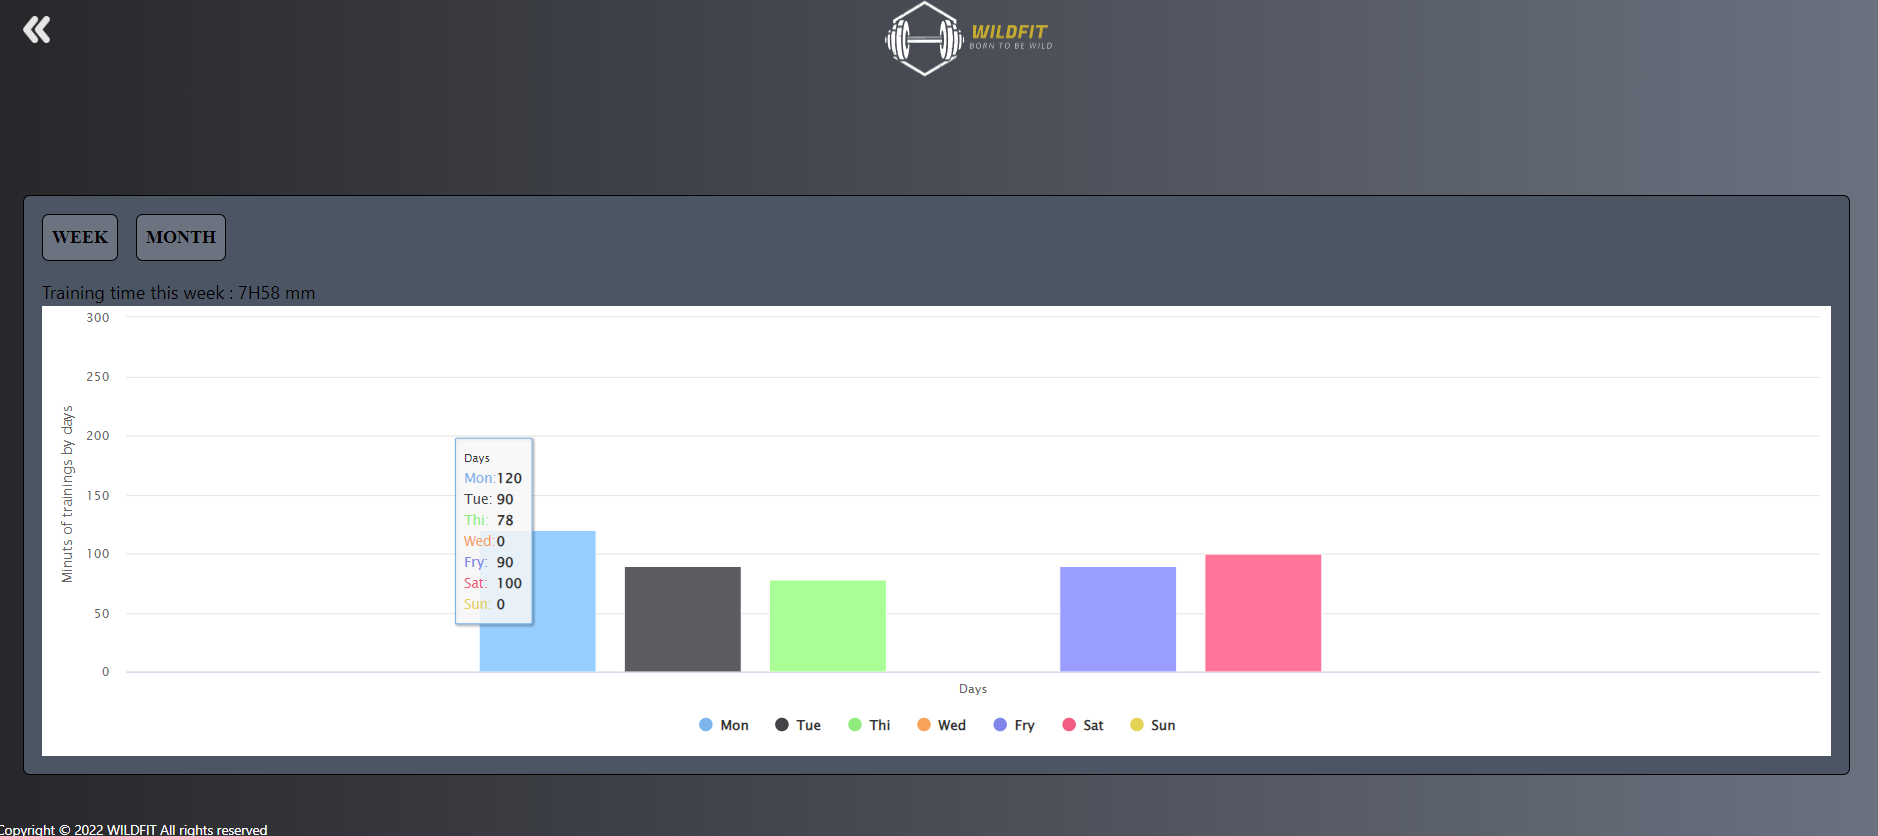 WILDFIT
BORN TO BE WILD
WEEK MONTH
Training time this week : 7H58 mm
Minuts of trainings by days
300
250
200
150
100
50
0
Days
Mon: 120
Tue: 90
Thi: 78
Wed: 0
Fry: 90
Sat: 100
Sun: 0
Days
Mon Tue Thi Wed Fry Sat Sun
Copyright © 2022 WILDFIT All rights reserved